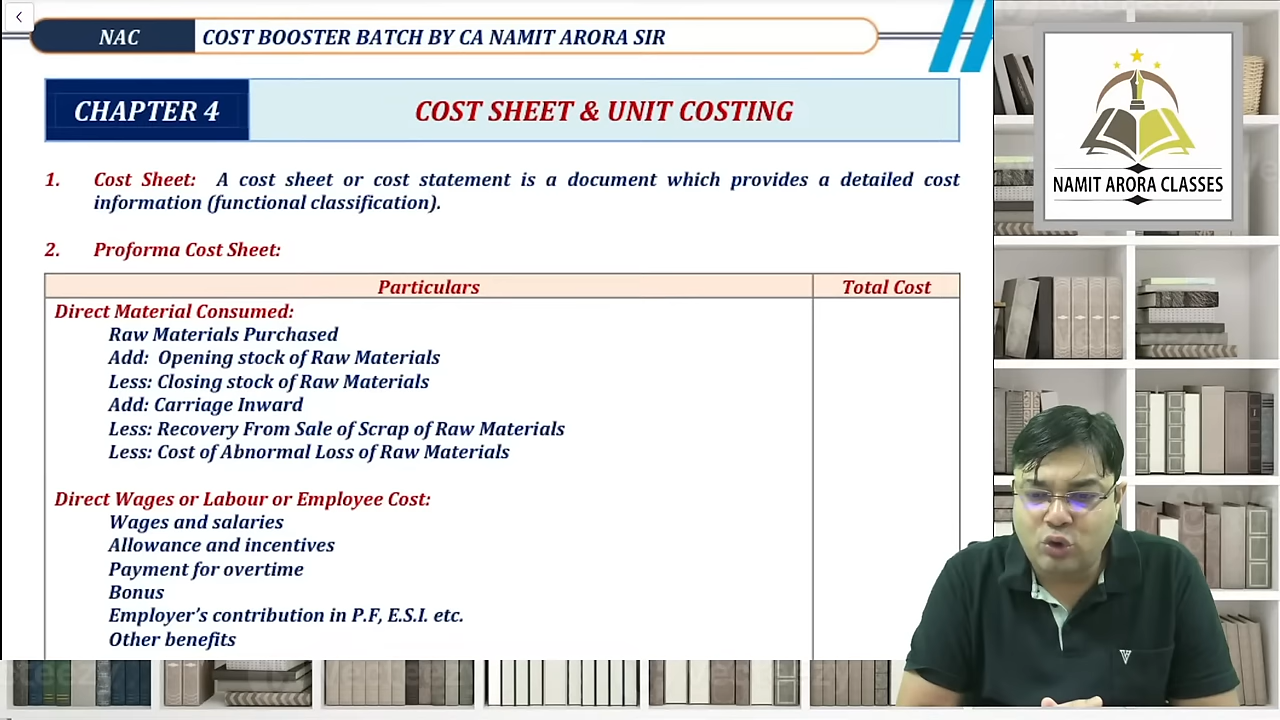 NAC
COST BOOSTER BATCH BY CA NAMIT ARORA SIR
CHAPTER 4
COST SHEET & UNIT COSTING
1. Cost Sheet: A cost sheet or cost statement is a document which provides a detailed cost
information (functional classification).
2. Proforma Cost Sheet:
Particulars
Total Cost
Direct Material Consumed:
Raw Materials Purchased
Add: Opening stock of Raw Materials
Less: Closing stock of Raw Materials
Add: Carriage Inward
Less: Recovery From Sale of Scrap of Raw Materials
Less: Cost of Abnormal Loss of Raw Materials
Direct Wages or Labour or Employee Cost:
Wages and salaries
Allowance and incentives
Payment for overtime
Bonus
Employer's contribution in P.F, E.S.I. etc.
Other benefits
NAMIT ARORA CLASSES